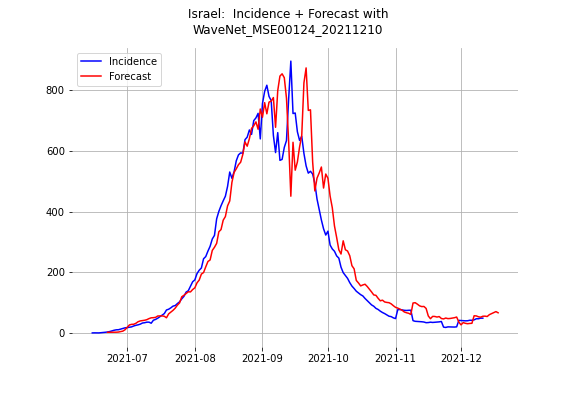 Israel:  Incidence + Forecast with
WaveNet_MSE00124_20211210
Incidence
Forecast
800
600
400
200
0
2021-07
2021-08
2021-09
2021-10
2021-11
2021-12